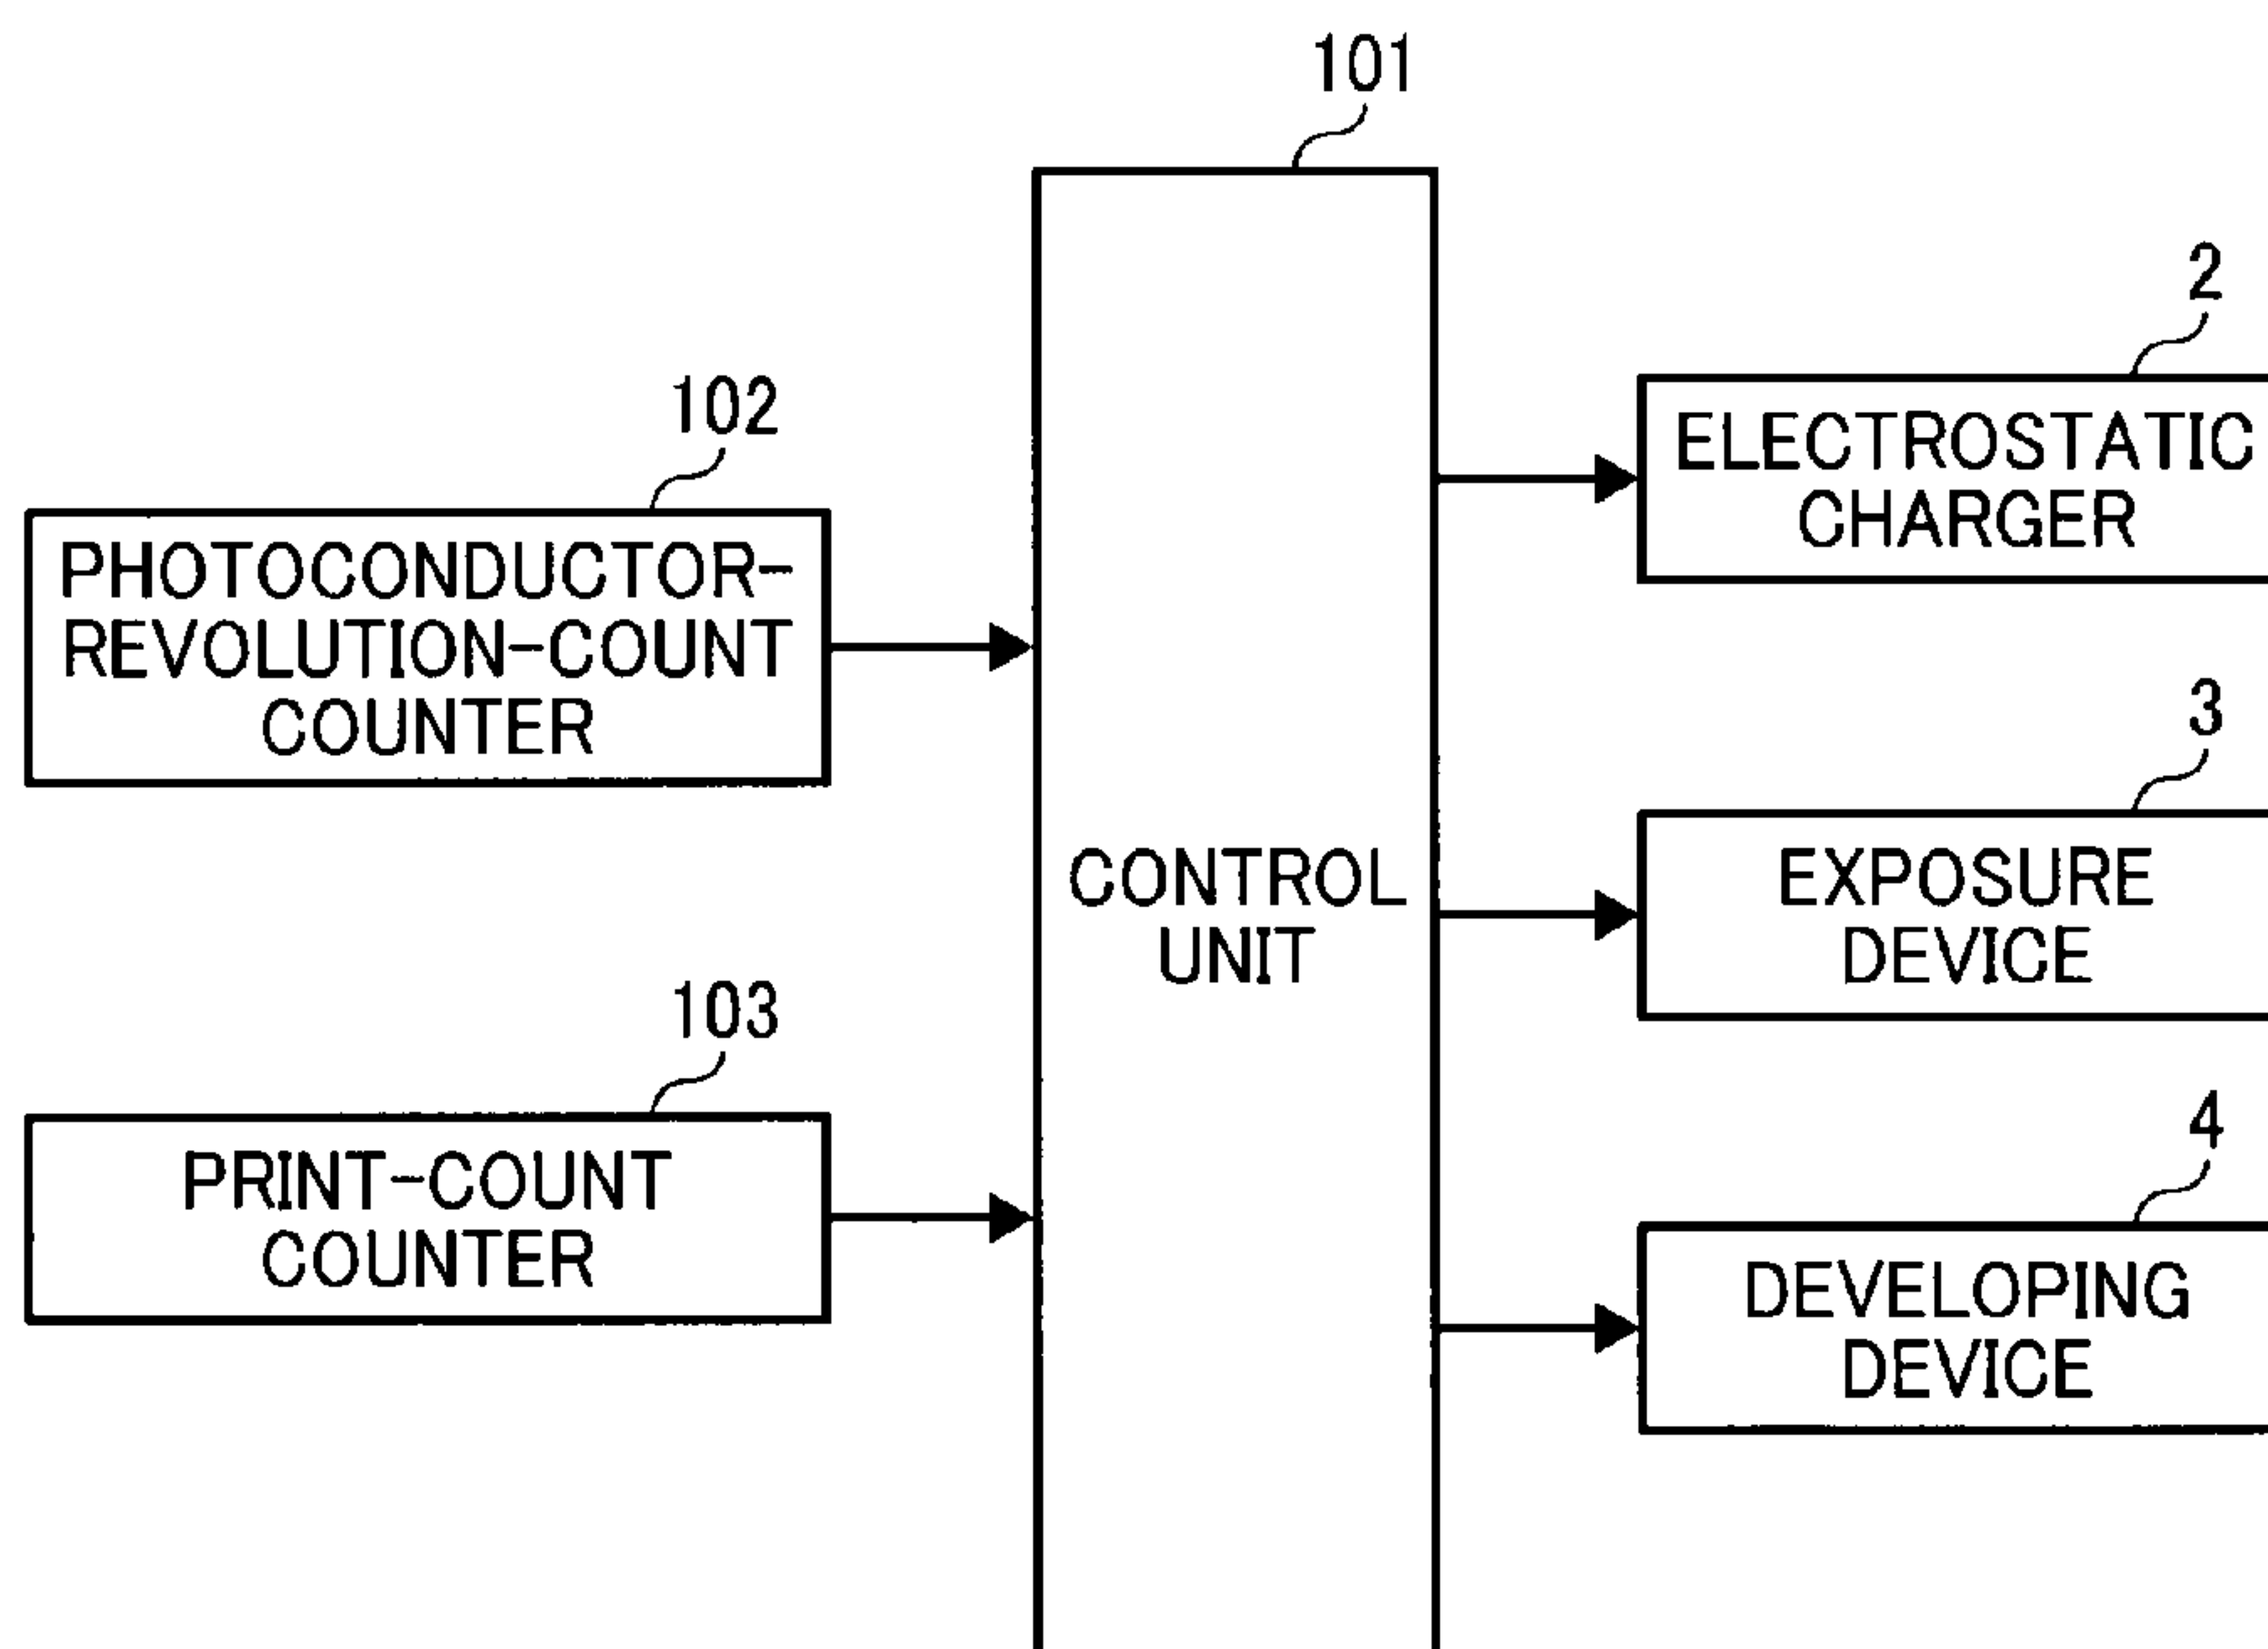 101
102
PHOTOCONDUCTOR-
REVOLUTION-COUNT
COUNTER
103
PRINT-COUNT
COUNTER
CONTROL
UNIT
2
ELECTROSTATIC
CHARGER
3
EXPOSURE
DEVICE
4
DEVELOPING
DEVICE